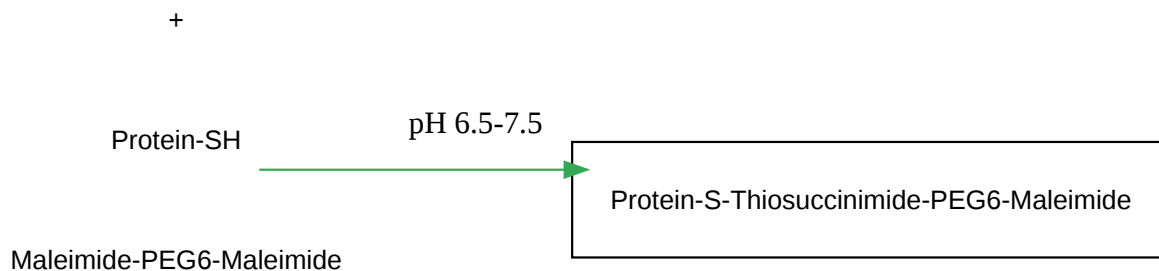 +
Protein-SH
pH 6.5-7.5
Protein-S-Thiosuccinimide-PEG6-Maleimide
Maleimide-PEG6-Maleimide